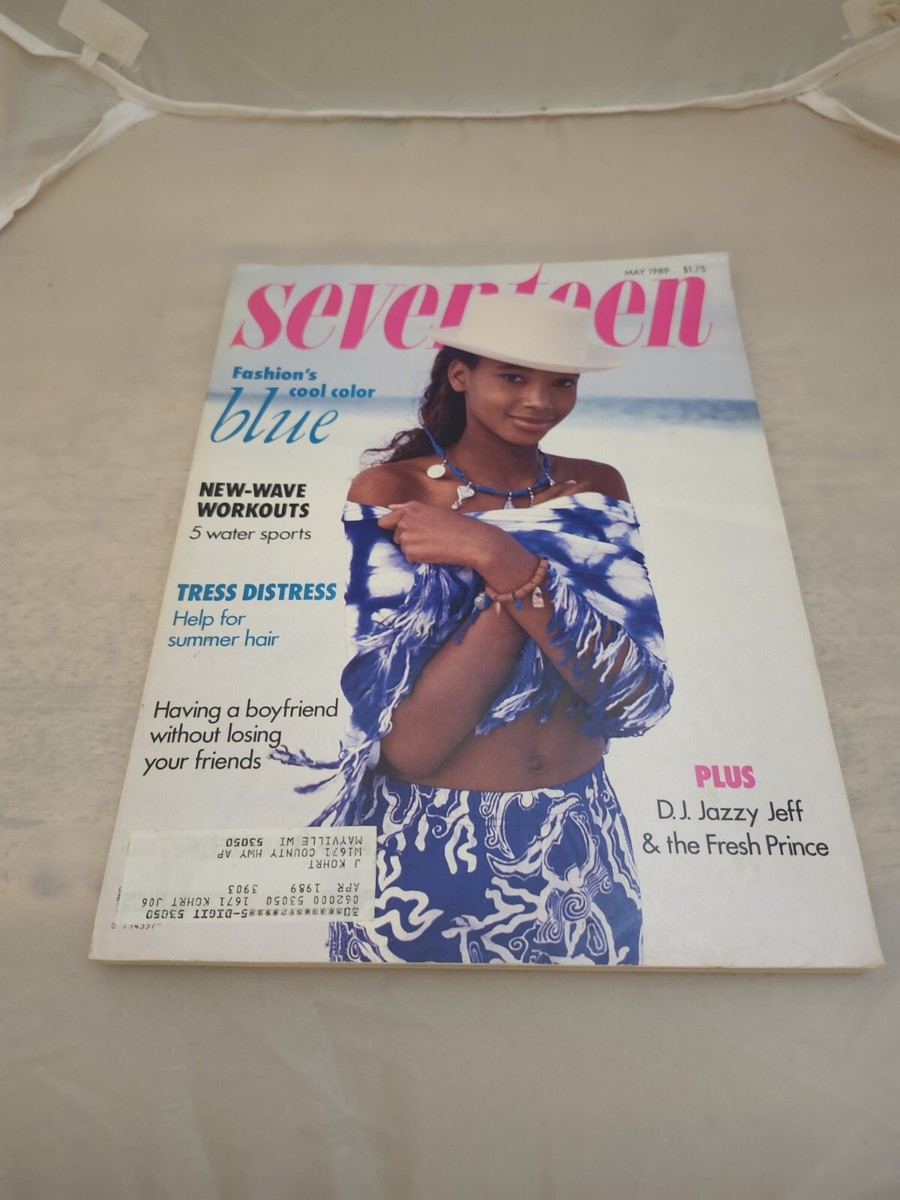 MAY 1989 $1.75
seventeen
Fashion's
cool color
blue
NEW-WAVE
WORKOUTS
5 water sports
TRESS DISTRESS
Help for
summer hair
Having a boyfriend
without losing
your friends
PLUS
D.J. Jazzy Jeff
& the Fresh Prince
30************5-DIGIT 53050
062000 53050 1671 KOHRT J06
APR 1989 3903
J KOHRT
W1671 COUNTY HWY AP
MAYVILLE WI 53050